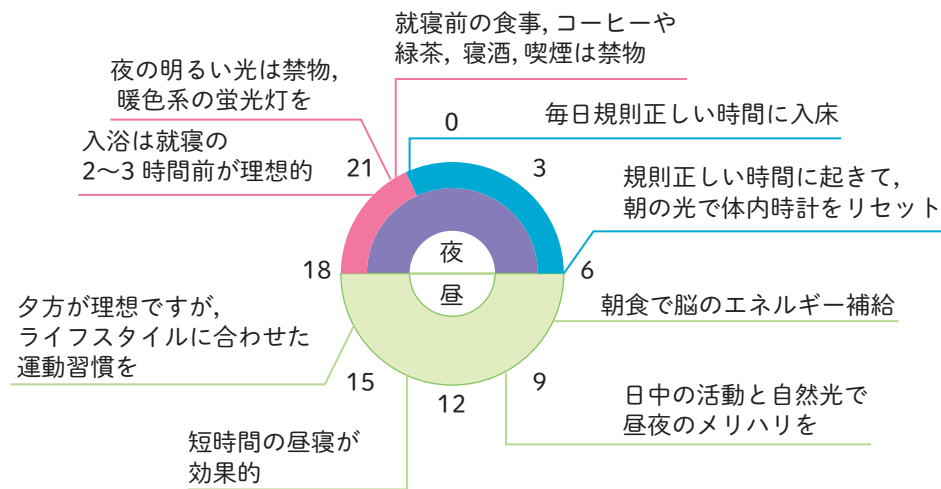 就寝前の食事, コーヒーや
緑茶, 寝酒, 喫煙は禁物
夜の明るい光は禁物,
暖色系の蛍光灯を
毎日規則正しい時間に入床
入浴は就寝の
2〜3 時間前が理想的
規則正しい時間に起きて,
朝の光で体内時計をリセット
0
21
3
18
夜
6
昼
夕方が理想ですが,
ライフスタイルに合わせた
運動習慣を
朝食で脳のエネルギー補給
15
12
9
日中の活動と自然光で
昼夜のメリハリを
短時間の昼寝が
効果的